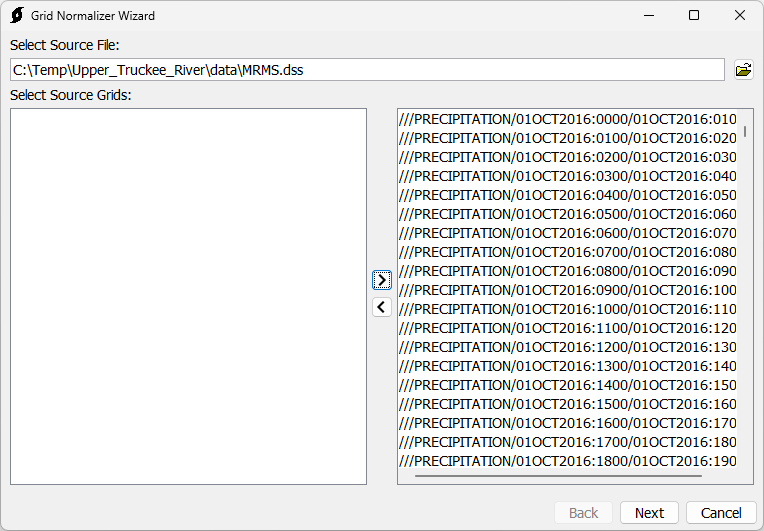 Grid Normalizer Wizard
Select Source File:
C:\Temp\Upper_Truckee_River\data\MRMS.dss
Select Source Grids:
///PRECIPITATION/01OCT2016:0000/01OCT2016:010
///PRECIPITATION/01OCT2016:0100/01OCT2016:020
///PRECIPITATION/01OCT2016:0200/01OCT2016:030
///PRECIPITATION/01OCT2016:0300/01OCT2016:040
///PRECIPITATION/01OCT2016:0400/01OCT2016:050
///PRECIPITATION/01OCT2016:0500/01OCT2016:060
///PRECIPITATION/01OCT2016:0600/01OCT2016:070
///PRECIPITATION/01OCT2016:0700/01OCT2016:080
///PRECIPITATION/01OCT2016:0800/01OCT2016:090
///PRECIPITATION/01OCT2016:0900/01OCT2016:100
///PRECIPITATION/01OCT2016:1000/01OCT2016:110
///PRECIPITATION/01OCT2016:1100/01OCT2016:120
///PRECIPITATION/01OCT2016:1200/01OCT2016:130
///PRECIPITATION/01OCT2016:1300/01OCT2016:140
///PRECIPITATION/01OCT2016:1400/01OCT2016:150
///PRECIPITATION/01OCT2016:1500/01OCT2016:160
///PRECIPITATION/01OCT2016:1600/01OCT2016:170
///PRECIPITATION/01OCT2016:1700/01OCT2016:180
///PRECIPITATION/01OCT2016:1800/01OCT2016:190
Back Next Cancel